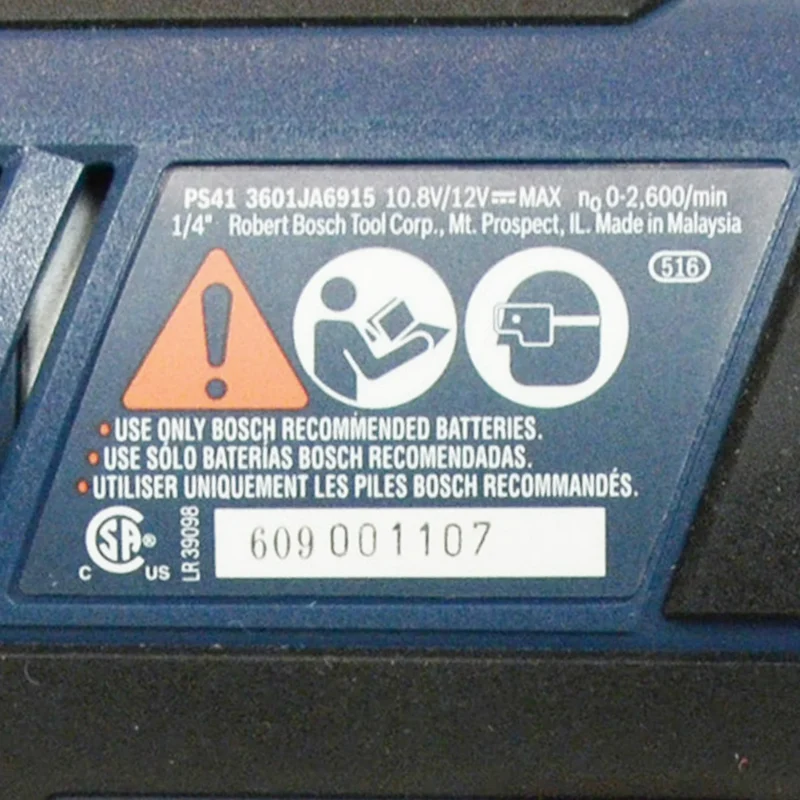 PS41 3601JA6915 10.8V/12V⎓MAX n₀ 0-2,600/min
1/4" Robert Bosch Tool Corp., Mt. Prospect, IL. Made in Malaysia
516
• USE ONLY BOSCH RECOMMENDED BATTERIES.
• USE SÓLO BATERÍAS BOSCH RECOMENDADAS.
• UTILISER UNIQUEMENT LES PILES BOSCH RECOMMANDÉS.
C SA® C US
LR 39098
609 001107